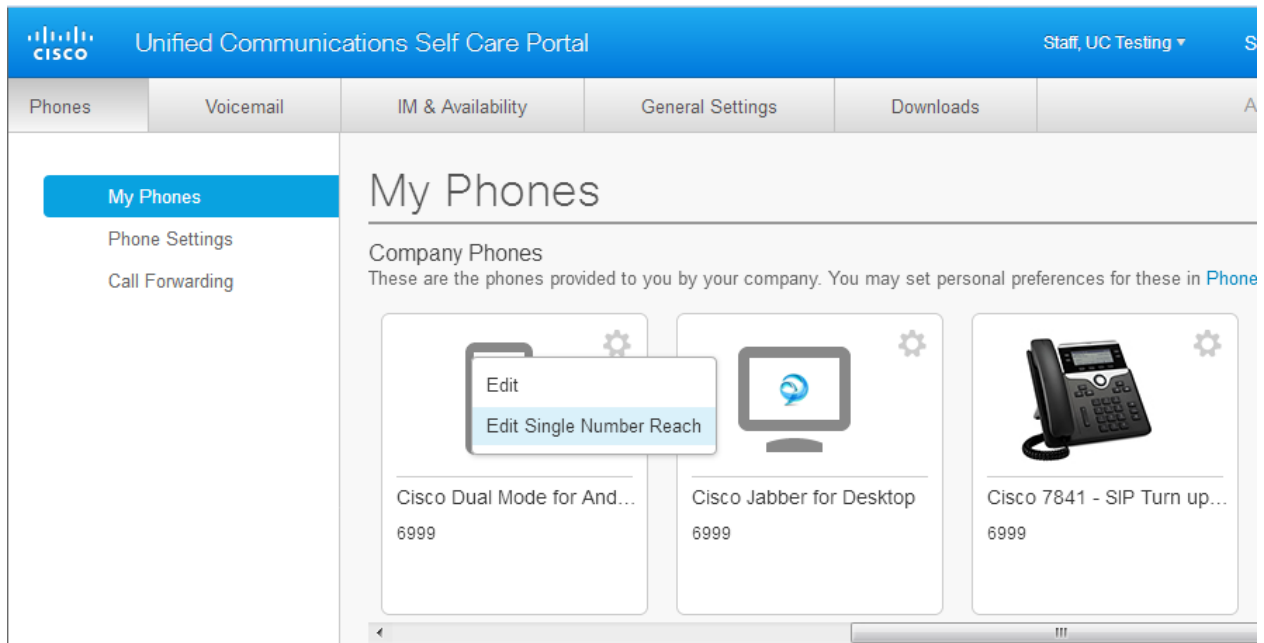 CISCO Unified Communications Self Care Portal Staff, UC Testing S
Phones Voicemail IM & Availability General Settings Downloads A
My Phones
Phone Settings
Call Forwarding
My Phones
Company Phones
These are the phones provided to you by your company. You may set personal preferences for these in Phone
Edit
Edit Single Number Reach
Cisco Dual Mode for And... Cisco Jabber for Desktop Cisco 7841 - SIP Turn up...
6999 6999 6999